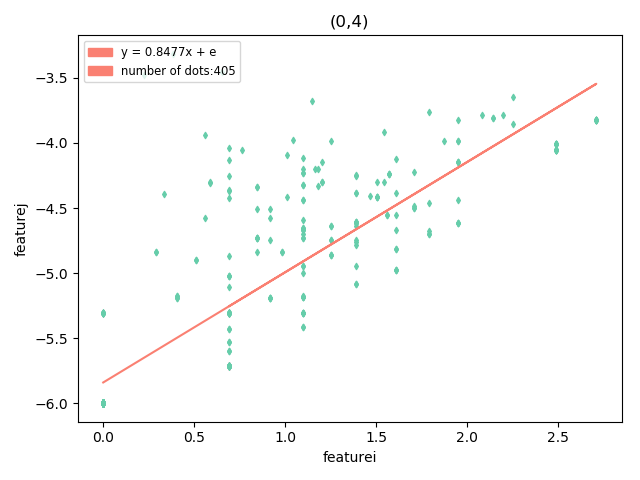 (0,4)
y = 0.8477x + e
number of dots:405
featurej
−3.5
−4.0
−4.5
−5.0
−5.5
−6.0
0.0 0.5 1.0 1.5 2.0 2.5
featurei